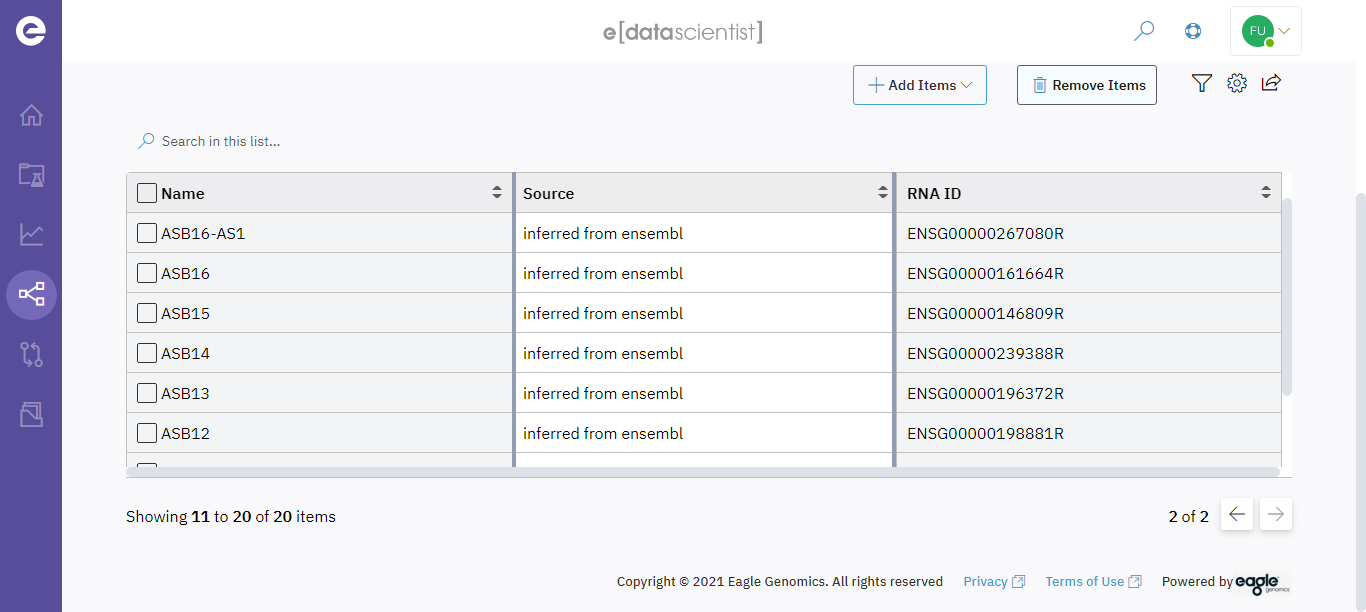 e[datascientist]
FU
Add Items
Remove Items
Search in this list...
Name Source RNA ID
ASB16-AS1 inferred from ensembl ENSG00000267080R
ASB16 inferred from ensembl ENSG00000161664R
ASB15 inferred from ensembl ENSG00000146809R
ASB14 inferred from ensembl ENSG00000239388R
ASB13 inferred from ensembl ENSG00000196372R
ASB12 inferred from ensembl ENSG00000198881R
Showing 11 to 20 of 20 items 2 of 2
Copyright © 2021 Eagle Genomics. All rights reserved Privacy Terms of Use Powered by eagle genomics